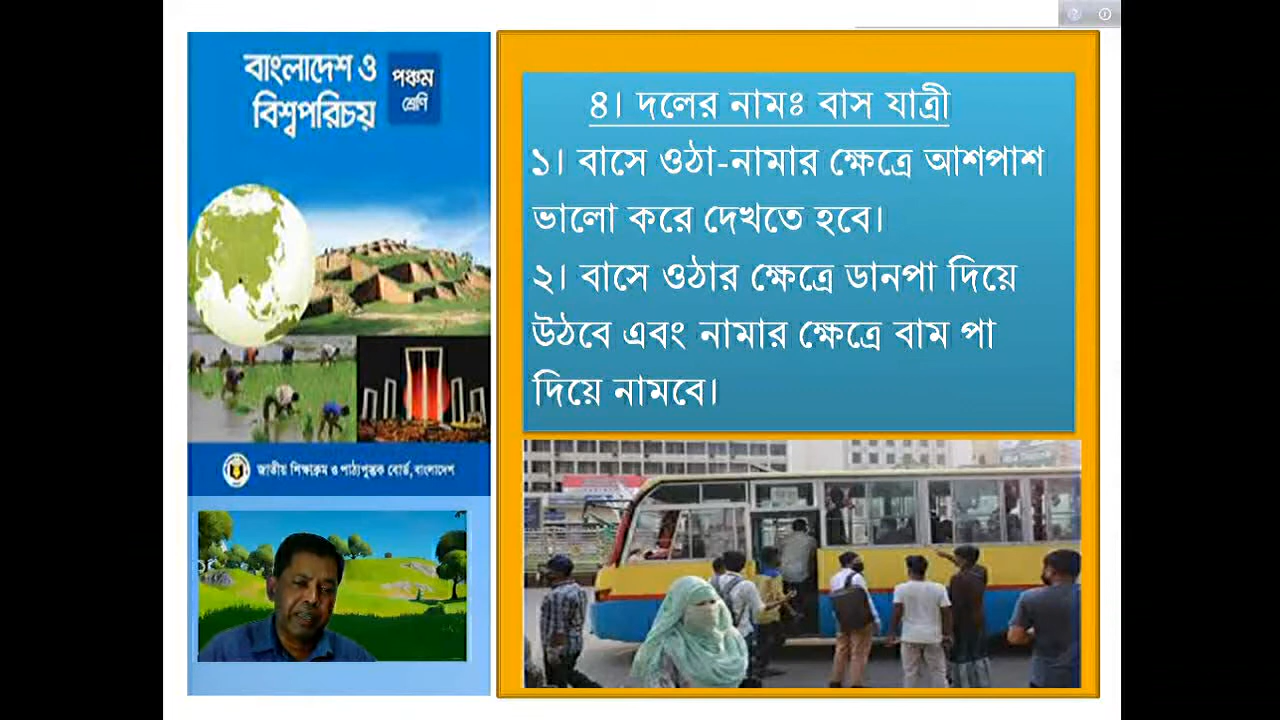 বাংলাদেশ ও
বিশ্বপরিচয়
পঞ্চম
শ্রেণি
জাতীয় শিক্ষাক্রম ও পাঠ্যপুস্তক বোর্ড, বাংলাদেশ
৪। দলের নামঃ বাস যাত্রী
১। বাসে ওঠা-নামার ক্ষেত্রে আশপাশ
ভালো করে দেখতে হবে।
২। বাসে ওঠার ক্ষেত্রে ডানপা দিয়ে
উঠবে এবং নামার ক্ষেত্রে বাম পা
দিয়ে নামবে।